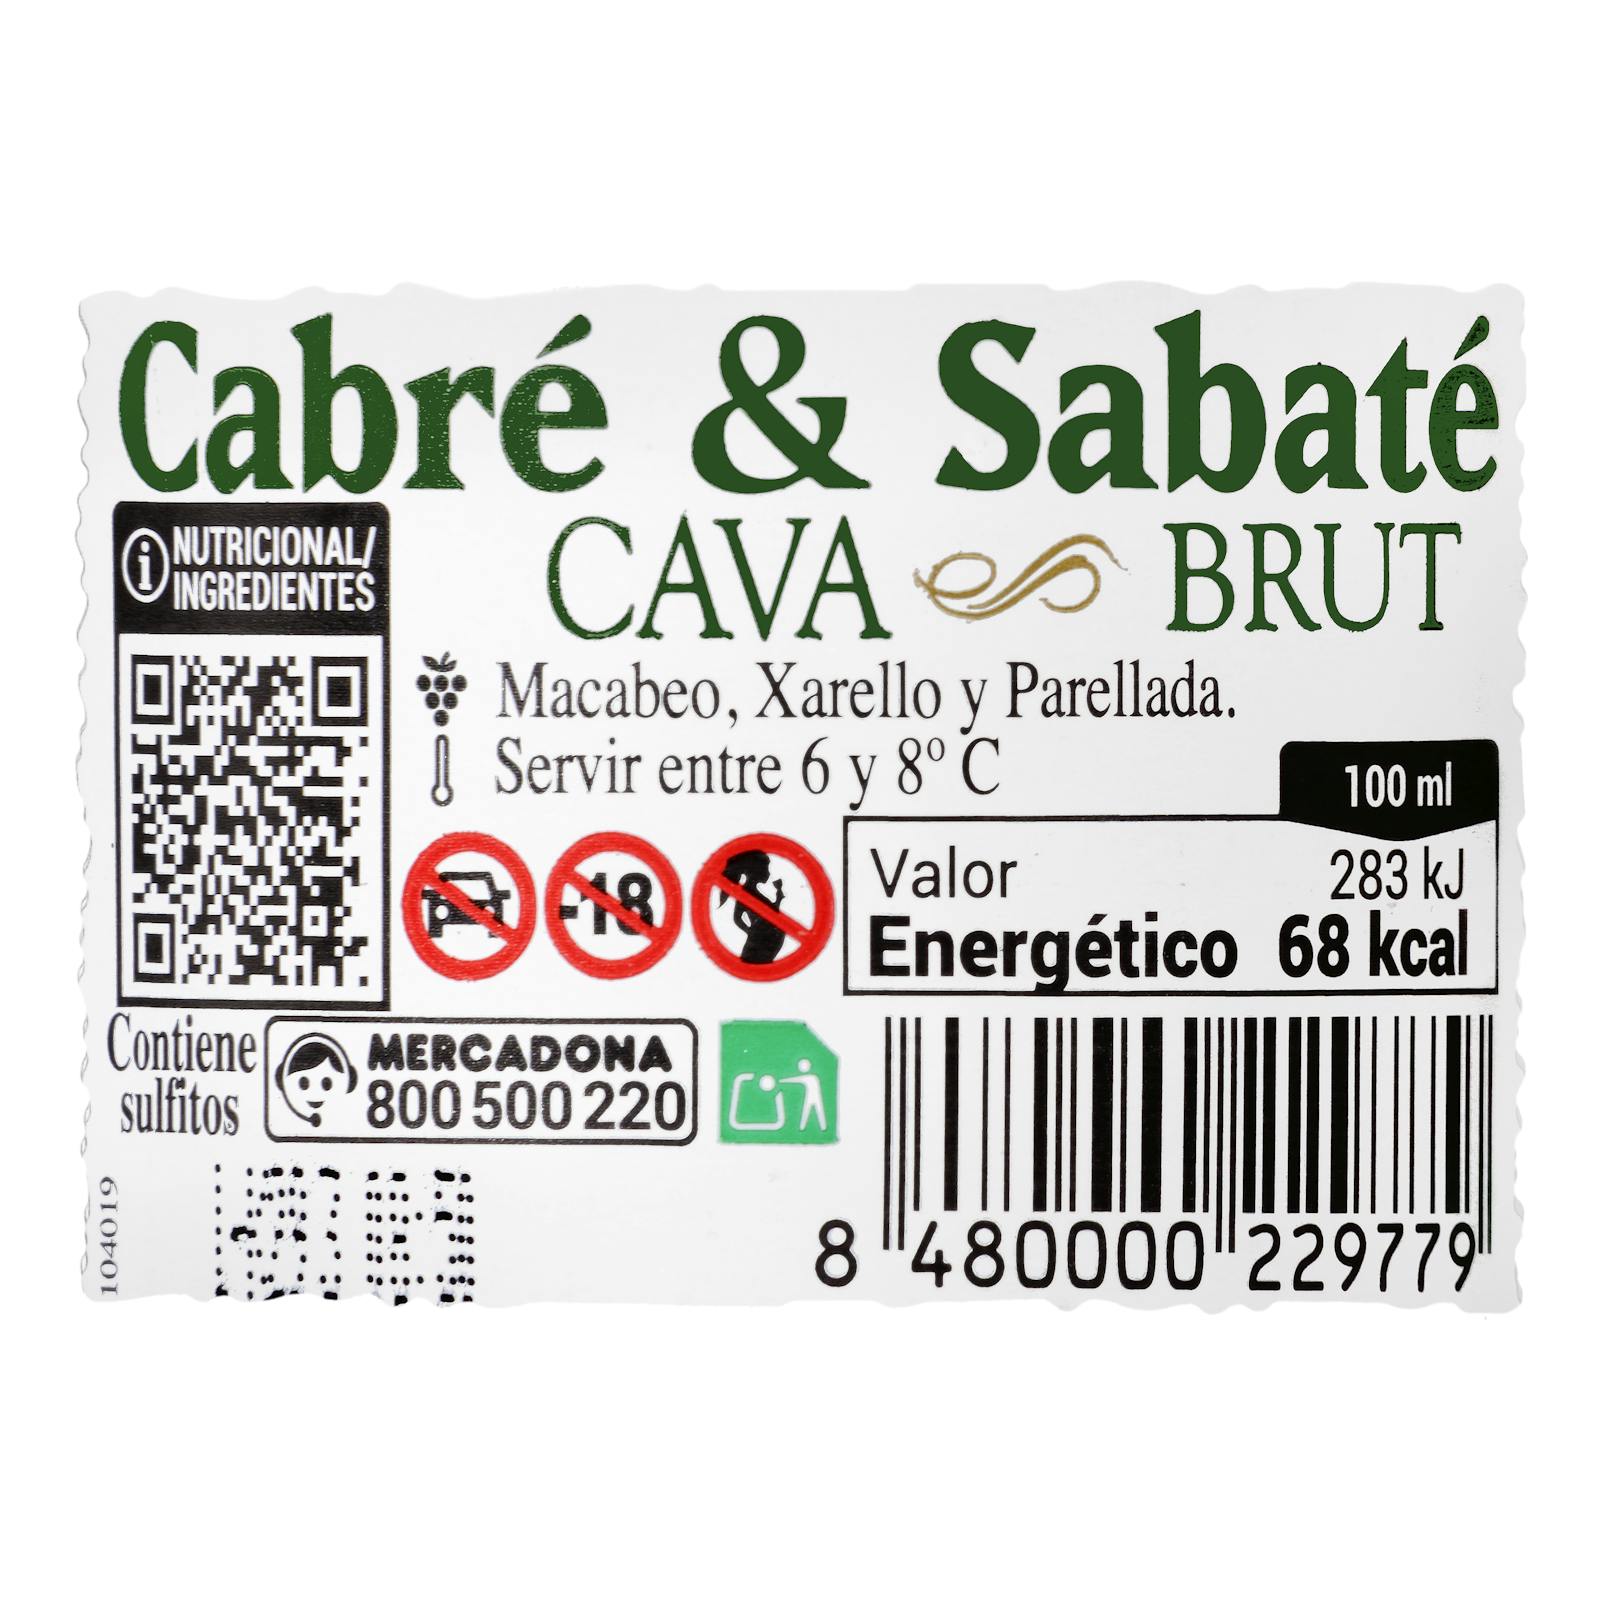 Cabré & Sabaté
CAVA BRUT
i NUTRICIONAL/
INGREDIENTES
Macabeo, Xarello y Parellada.
Servir entre 6 y 8º C
-18
100 ml
Valor 283 kJ
Energético 68 kcal
Contiene
sulfitos
MERCADONA
800 500 220
104019
8 480000 229779